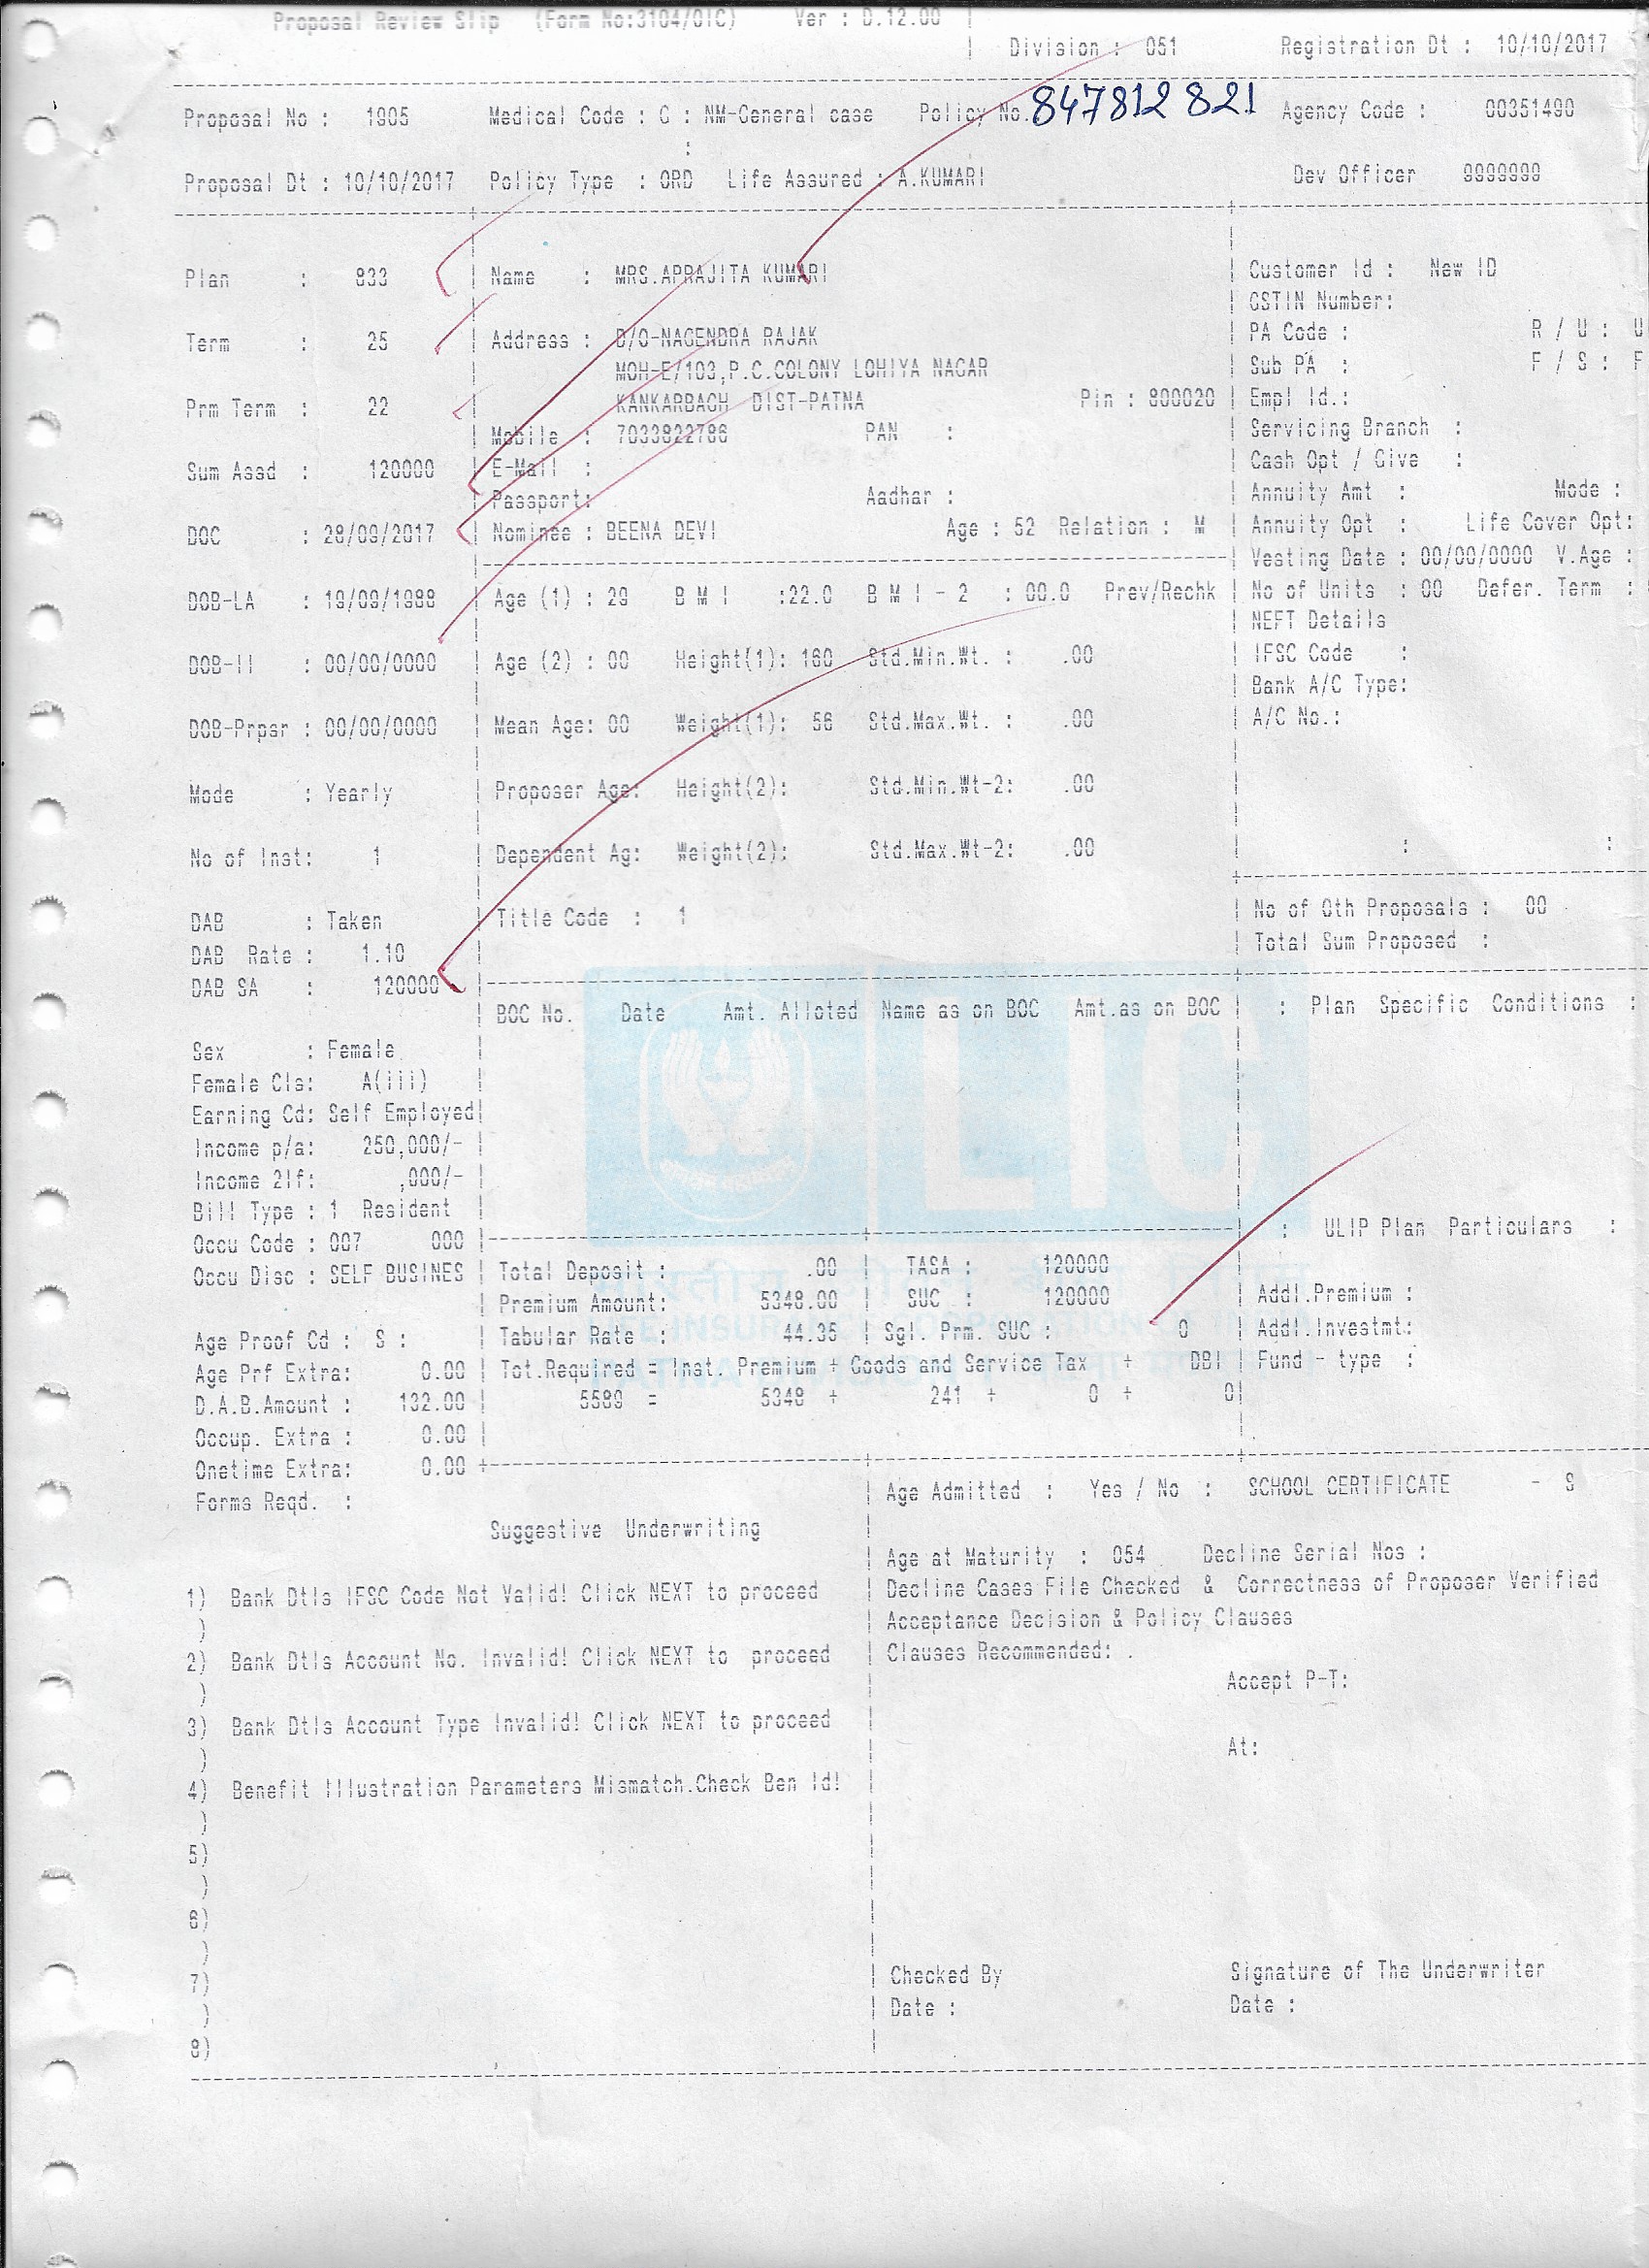 Proposal Review Slip (Form No:3104/OIC) Ver : D.12.00 |
| Division : 051 Registration Dt : 10/10/2017
Proposal No : 1905 Medical Code : C : NM-General case Policy No. 847812821 Agency Code : 00351490
:
Proposal Dt : 10/10/2017 Policy Type : ORD Life Assured : A.KUMARI Dev Officer 9999999
Plan : 833 | Name : MRS.APRAJITA KUMARI | Customer Id : New ID
| GSTIN Number:
Term : 25 | Address : D/O-NAGENDRA RAJAK | PA Code : R / U : U
MOH-E/103,P.C.COLONY LOHIYA NAGAR | Sub PA : F / S : F
Prm Term : 22 | KANKARBAGH DIST-PATNA Pin : 800020 | Empl Id.:
| Mobile : 7033822786 PAN : | Servicing Branch :
Sum Assd : 120000 | E-Mail : | Cash Opt / Give :
| Passport: Aadhar : | Annuity Amt : Mode :
DOC : 28/09/2017 | Nominee : BEENA DEVI Age : 52 Relation : M | Annuity Opt : Life Cover Opt:
| Vesting Date : 00/00/0000 V.Age :
DOB-LA : 19/09/1988 | Age (1) : 29 B M I :22.0 B M I - 2 : 00.0 Prev/Rechk | No of Units : 00 Defer. Term :
| NEFT Details
DOB-II : 00/00/0000 | Age (2) : 00 Height(1): 160 Std.Min.Wt. : .00 | IFSC Code :
| Bank A/C Type:
DOB-Prpsr : 00/00/0000 | Mean Age: 00 Weight(1): 56 Std.Max.Wt. : .00 | A/C No.:
Mode : Yearly | Proposer Age: Height(2): Std.Min.Wt-2: .00
No of Inst: 1 | Dependent Ag: Weight(2): Std.Max.Wt-2: .00 | : :
DAB : Taken | Title Code : 1 | No of Oth Proposals : 00
DAB Rate : 1.10 | Total Sum Proposed :
DAB SA : 120000
| BOC No. Date Amt. Alloted Name as on BOC Amt.as on BOC | : Plan Specific Conditions :
Sex : Female
Female Cls: A(iii)
Earning Cd: Self Employed|
Income p/a: 250,000/-
Income 2lf: ,000/-
LIC
Bill Type : 1 Resident
| : ULIP Plan Particulars :
Occu Code : 007 000
Occu Disc : SELF BUSINES | Total Deposit : .00 | TASA : 120000
| Premium Amount: 5348.00 | SUC : 120000 | Addl.Premium :
Age Proof Cd : S : | Tabular Rate : 44.35 | Sgl. Prm. SUC : 0 | Addl.Investmt:
Age Prf Extra: 0.00 | Tot.Required = Inst. Premium + Goods and Service Tax + DBI | Fund - type :
D.A.B.Amount : 132.00 | 5589 = 5348 + 241 + 0 + 0|
Occup. Extra : 0.00 |
Onetime Extra: 0.00
Forms Reqd. : | Age Admitted : Yes / No : SCHOOL CERTIFICATE - S
Suggestive Underwriting
| Age at Maturity : 054 Decline Serial Nos :
1) Bank Dtls IFSC Code Not Valid! Click NEXT to proceed | Decline Cases File Checked & Correctness of Proposer Verified
) | Acceptance Decision & Policy Clauses
2) Bank Dtls Account No. Invalid! Click NEXT to proceed | Clauses Recommended: .
) Accept P-T:
3) Bank Dtls Account Type Invalid! Click NEXT to proceed
) At:
4) Benefit Illustration Parameters Mismatch.Check Ben Id!
)
5)
)
6)
)
7) | Checked By Signature of The Underwriter
) | Date : Date :
8)